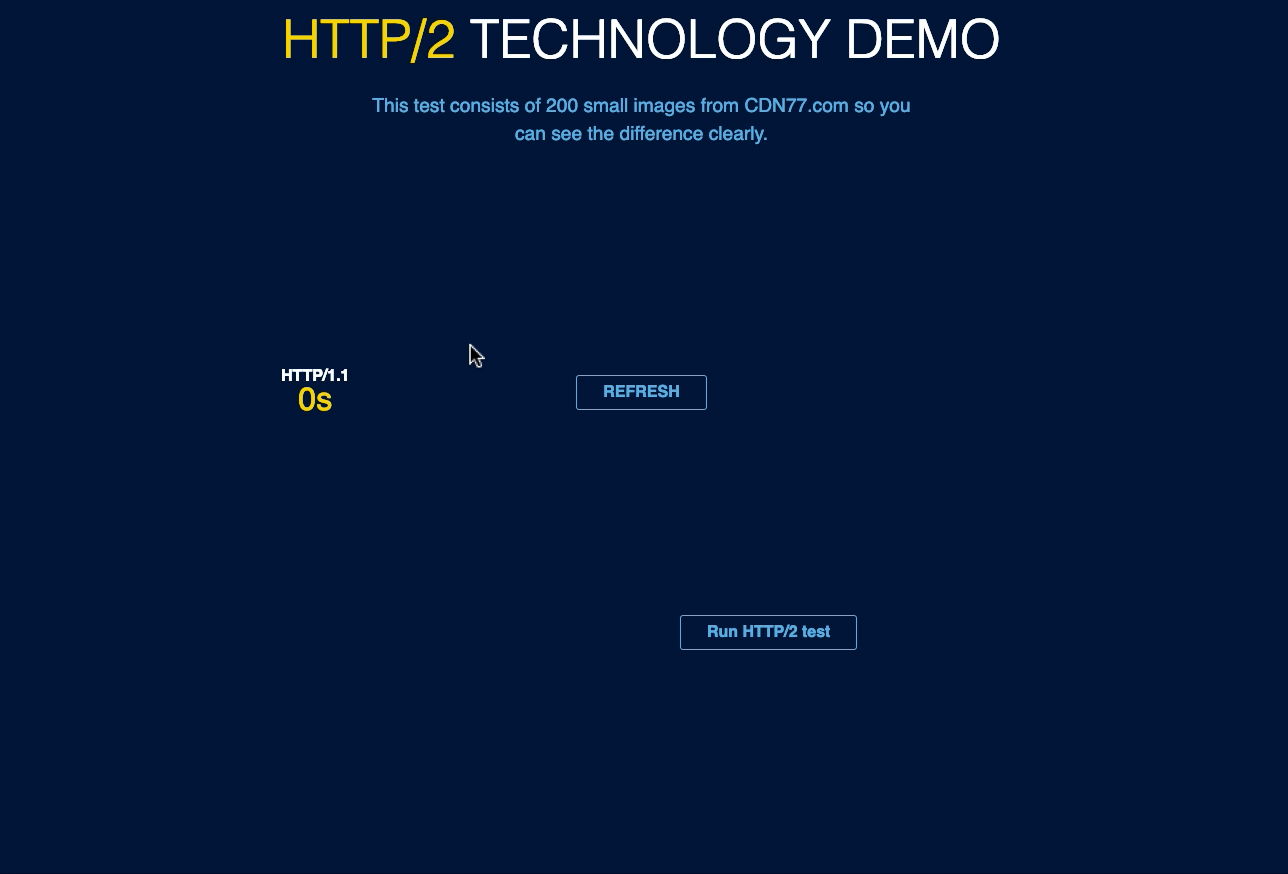 HTTP/2 TECHNOLOGY DEMO
This test consists of 200 small images from CDN77.com so you
can see the difference clearly.
HTTP/1.1
0s
REFRESH
Run HTTP/2 test